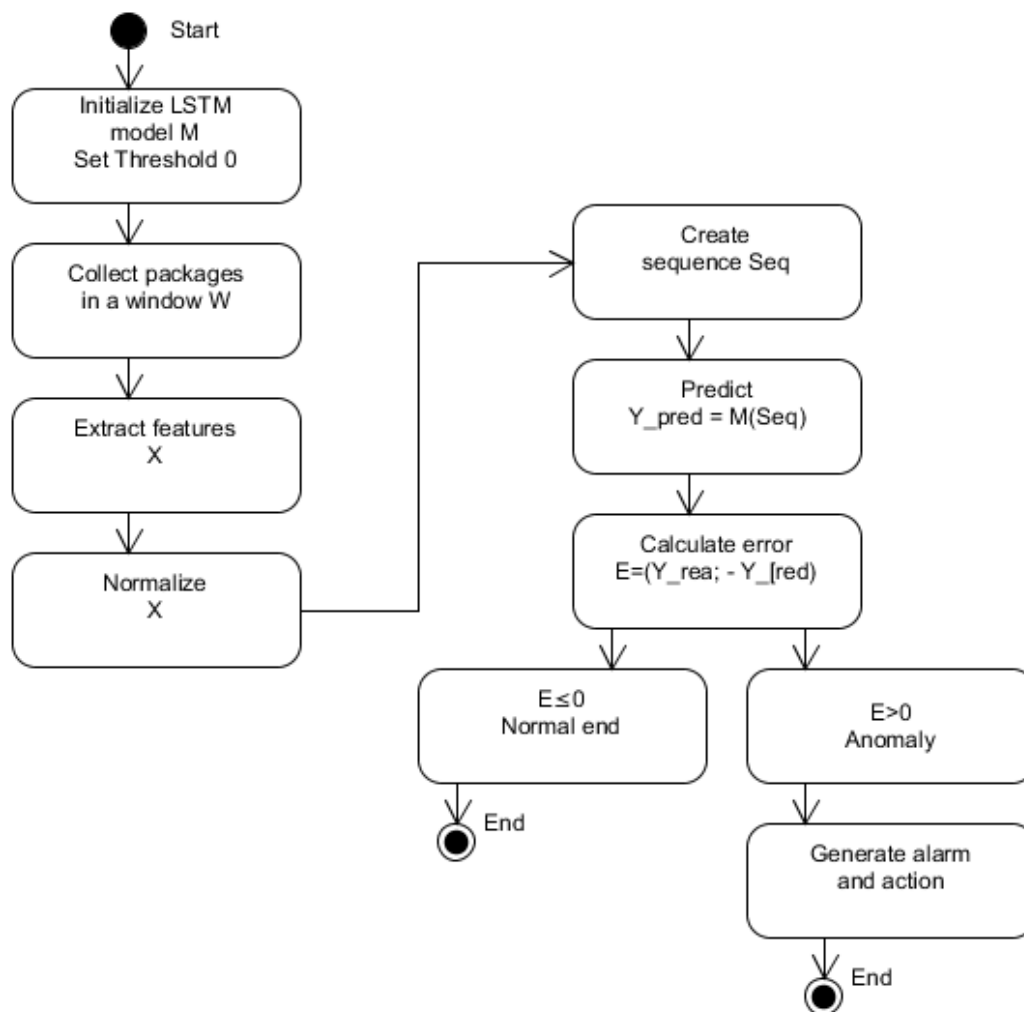 Start
Initialize LSTM
model M
Set Threshold 0
Collect packages
in a window W
Extract features
X
Normalize
X
Create
sequence Seq
Predict
Y_pred = M(Seq)
Calculate error
E=(Y_rea; - Y_[red)
E≤0
Normal end
End
E>0
Anomaly
Generate alarm
and action
End